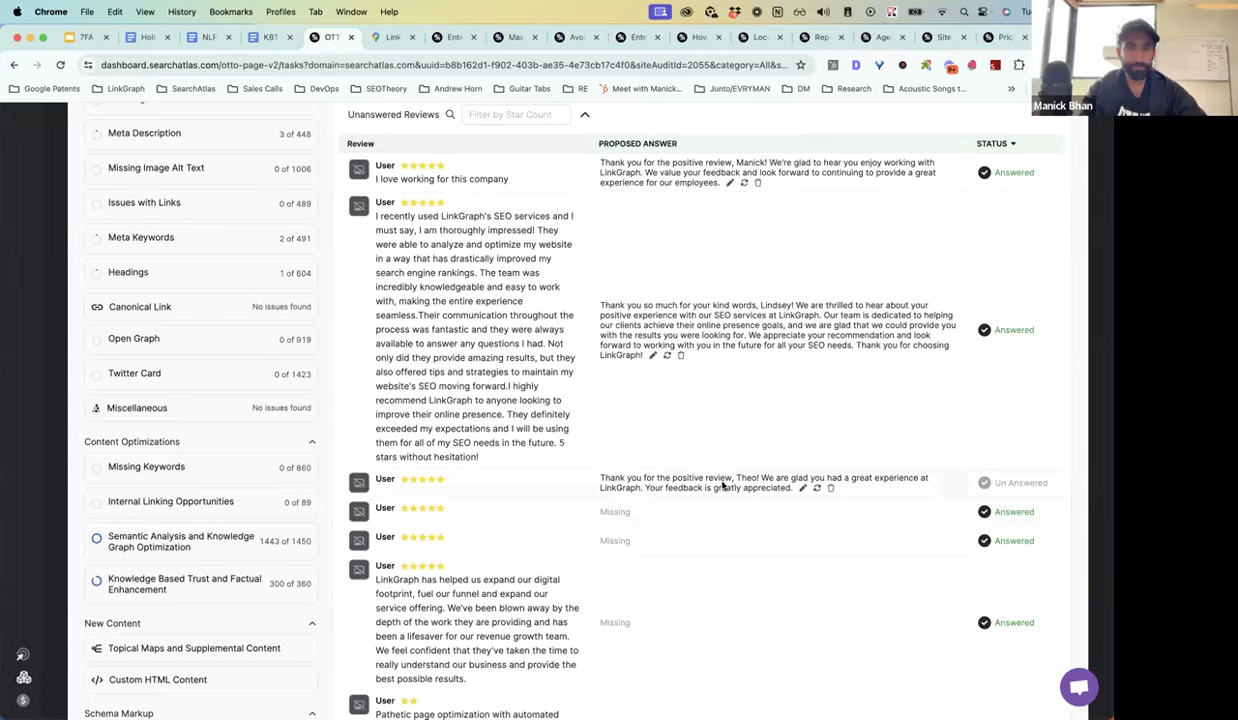 Chrome File Edit View History Bookmarks Profiles Tab Window Help
7FA Holi NLP KBT OTT Link Ente Max Avo Ente How Loca Rep Age Site Pric
dashboard.searchatlas.com/otto-page-v2/tasks?domain=searchatlas.com&uuid=b8b162d1-f902-403b-ae35-4e73cb17c4f0&siteAuditId=2055&category=All&s...
Google Patents LinkGraph SearchAtlas Sales Calls DevOps SEOTheory Andrew Horn Guitar Tabs RE Meet with Manick... Junto/EVRYMAN DM Research Acoustic Songs t...
Manick Bhan
Meta Description 3 of 448
Missing Image Alt Text 0 of 1006
Issues with Links 0 of 489
Meta Keywords 2 of 491
Headings 1 of 604
Canonical Link No issues found
Open Graph 0 of 919
Twitter Card 0 of 1423
Miscellaneous No issues found
Content Optimizations
Missing Keywords 0 of 860
Internal Linking Opportunities 0 of 89
Semantic Analysis and Knowledge
Graph Optimization 1443 of 1450
Knowledge Based Trust and Factual
Enhancement 300 of 360
New Content
Topical Maps and Supplemental Content
Custom HTML Content
Schema Markup
Unanswered Reviews Filter by Star Count
Review PROPOSED ANSWER STATUS
User
I love working for this company
Thank you for the positive review, Manick! We're glad to hear you enjoy working with
LinkGraph. We value your feedback and look forward to continuing to provide a great
experience for our employees.
Answered
User
I recently used LinkGraph's SEO services and I
must say, I am thoroughly impressed! They
were able to analyze and optimize my website
in a way that has drastically improved my
search engine rankings. The team was
incredibly knowledgeable and easy to work
with, making the entire experience
seamless.Their communication throughout the
process was fantastic and they were always
available to answer any questions I had. Not
only did they provide amazing results, but they
also offered tips and strategies to maintain my
website's SEO moving forward.I highly
recommend LinkGraph to anyone looking to
improve their online presence. They definitely
exceeded my expectations and I will be using
them for all of my SEO needs in the future. 5
stars without hesitation!
Thank you so much for your kind words, Lindsey! We are thrilled to hear about your
positive experience with our SEO services at LinkGraph. Our team is dedicated to helping
our clients achieve their online presence goals, and we are glad that we could provide you
with the results you were looking for. We appreciate your recommendation and look
forward to working with you in the future for all your SEO needs. Thank you for choosing
LinkGraph!
Answered
User
Thank you for the positive review, Theo! We are glad you had a great experience at
LinkGraph. Your feedback is greatly appreciated.
Un Answered
User Missing Answered
User Missing Answered
User
LinkGraph has helped us expand our digital
footprint, fuel our funnel and expand our
service offering. We've been blown away by the
depth of the work they are providing and has
been a lifesaver for our revenue growth team.
We feel confident that they've taken the time to
really understand our business and provide the
best possible results.
Missing
Answered
User
Pathetic page optimization with automated